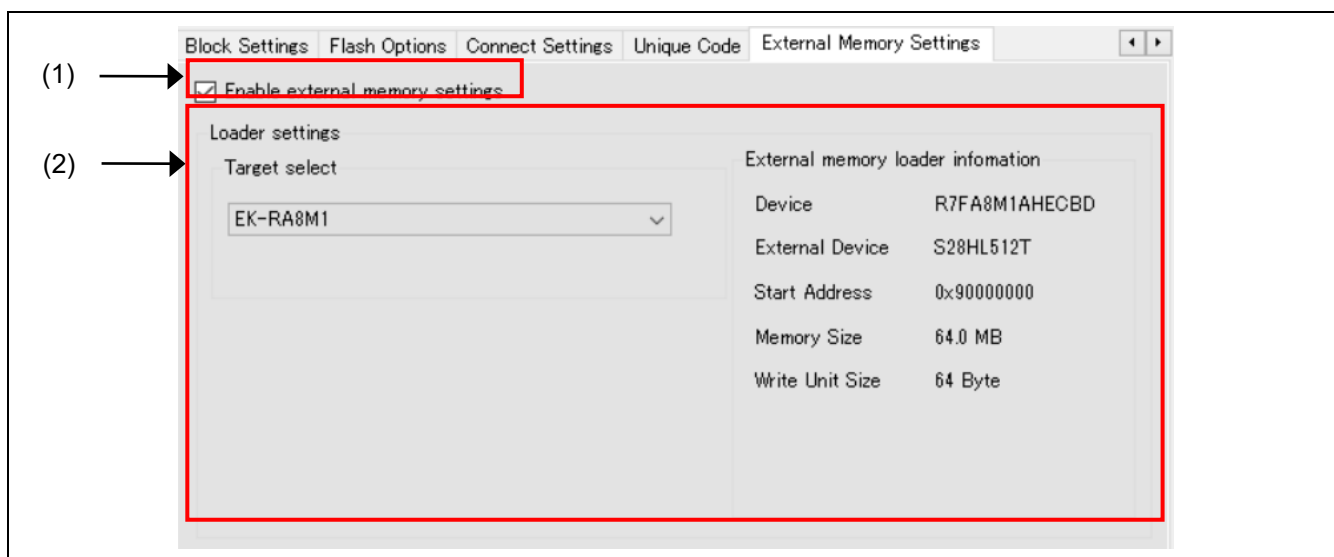 Block Settings Flash Options Connect Settings Unique Code External Memory Settings
(1)
Enable external memory settings
(2)
Loader settings
Target select
EK-RA8M1
External memory loader infomation
Device R7FA8M1AHECBD
External Device S28HL512T
Start Address 0x90000000
Memory Size 64.0 MB
Write Unit Size 64 Byte